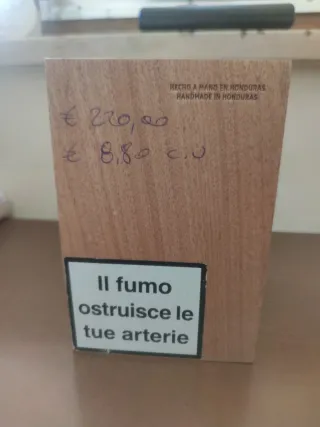 HECHO A MANO EN HONDURAS
HANDMADE IN HONDURAS
€ 220,00
€ 8,80 c.u
Il fumo
ostruisce le
tue arterie